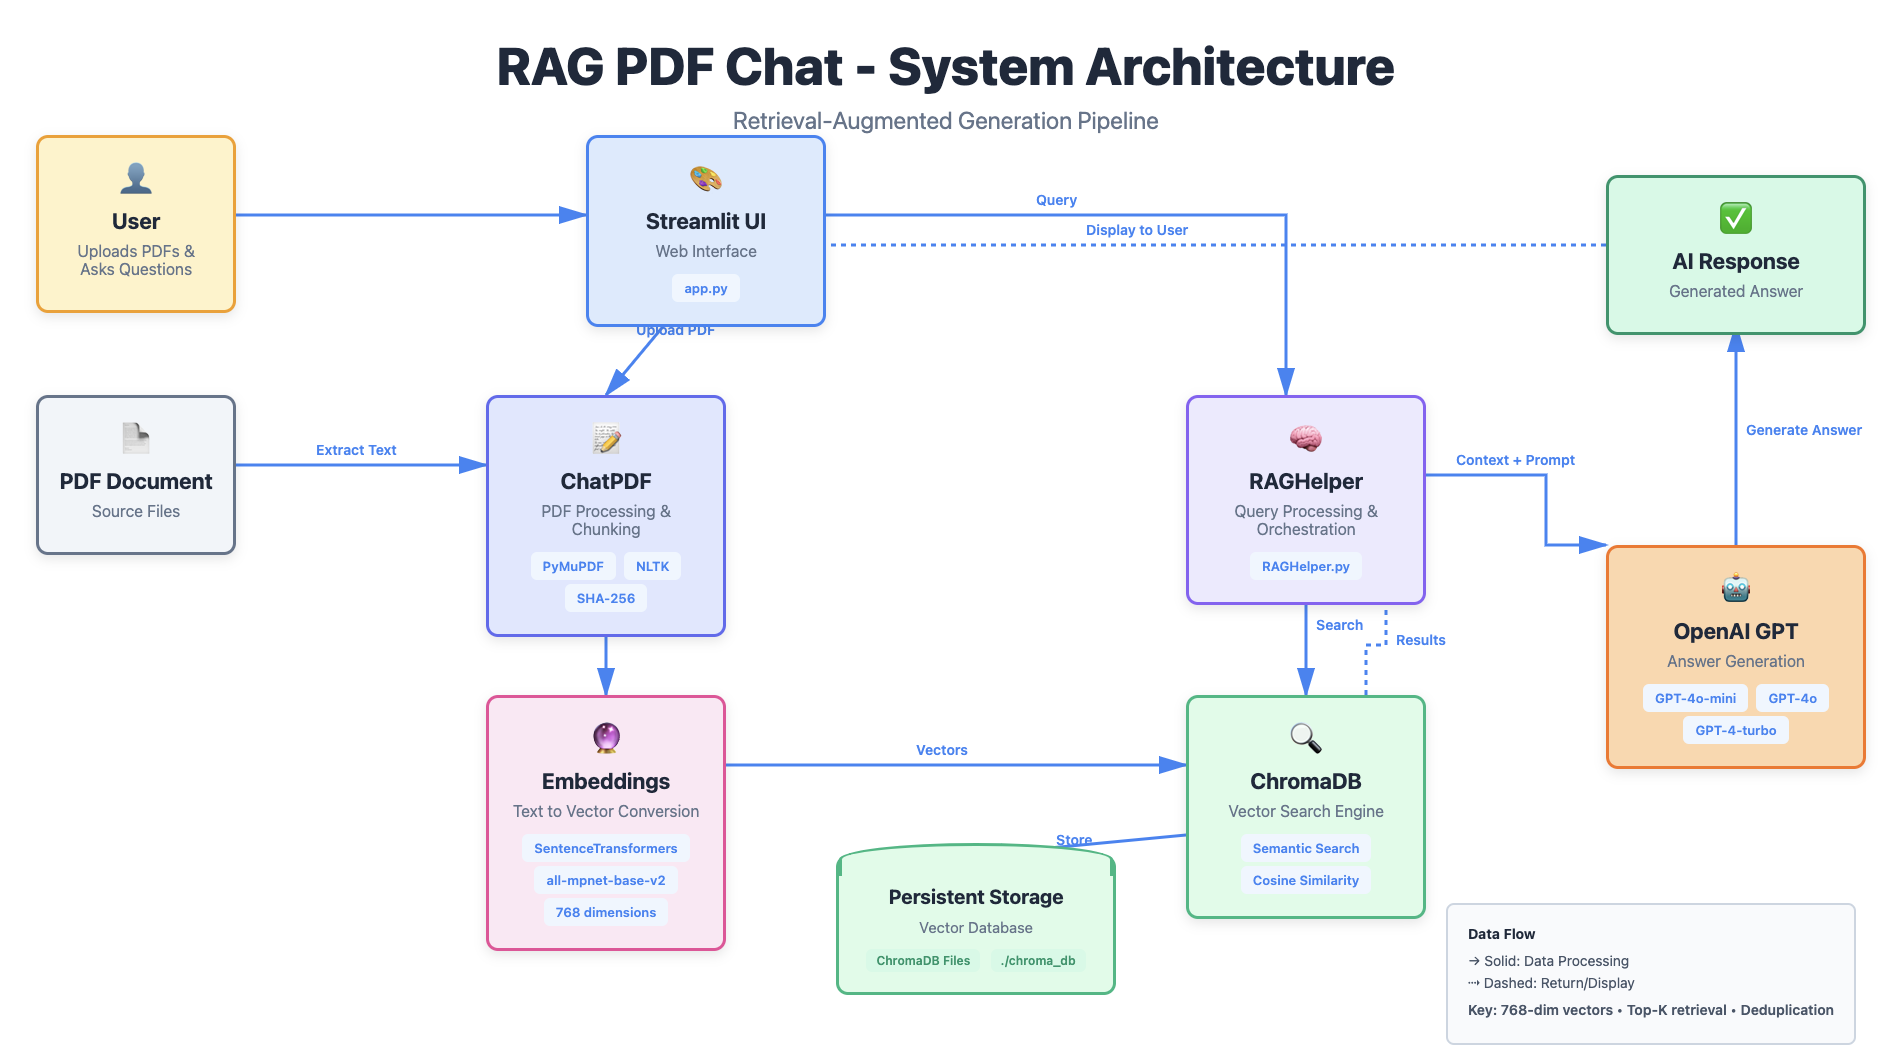 RAG PDF Chat - System Architecture
Retrieval-Augmented Generation Pipeline
User
Uploads PDFs &
Asks Questions
Streamlit UI
Web Interface
app.py
Query
Display to User
AI Response
Generated Answer
Upload PDF
PDF Document
Source Files
Extract Text
ChatPDF
PDF Processing &
Chunking
PyMuPDF NLTK
SHA-256
RAGHelper
Query Processing &
Orchestration
RAGHelper.py
Context + Prompt
Generate Answer
Search
Results
OpenAI GPT
Answer Generation
GPT-4o-mini GPT-4o
GPT-4-turbo
Embeddings
Text to Vector Conversion
SentenceTransformers
all-mpnet-base-v2
768 dimensions
Vectors
ChromaDB
Vector Search Engine
Semantic Search
Cosine Similarity
Store
Persistent Storage
Vector Database
ChromaDB Files ./chroma_db
Data Flow
→ Solid: Data Processing
⇢ Dashed: Return/Display
Key: 768-dim vectors • Top-K retrieval • Deduplication